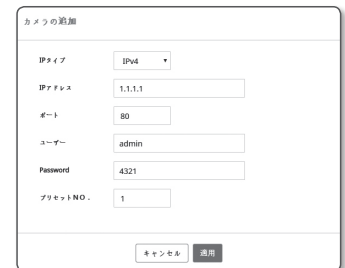 カメラの追加
IPタイプ IPv4
IPアドレス 1.1.1.1
ポート 80
ユーザー admin
Password 4321
プリセットNO. 1
キャンセル 適用